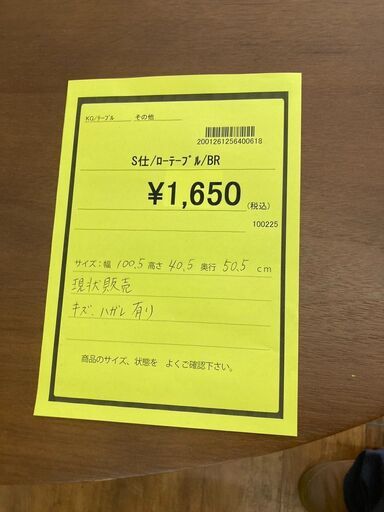 KG/ﾃｰﾌﾞﾙ その他
2001261256400618
S仕/ﾛｰﾃｰﾌﾞﾙ/BR
¥1,650(税込)
100225
サイズ:幅 100.5 高さ 40.5 奥行 50.5 cm
現状販売
キズ、ハガレ有り
商品のサイズ、状態を よくご確認下さい。